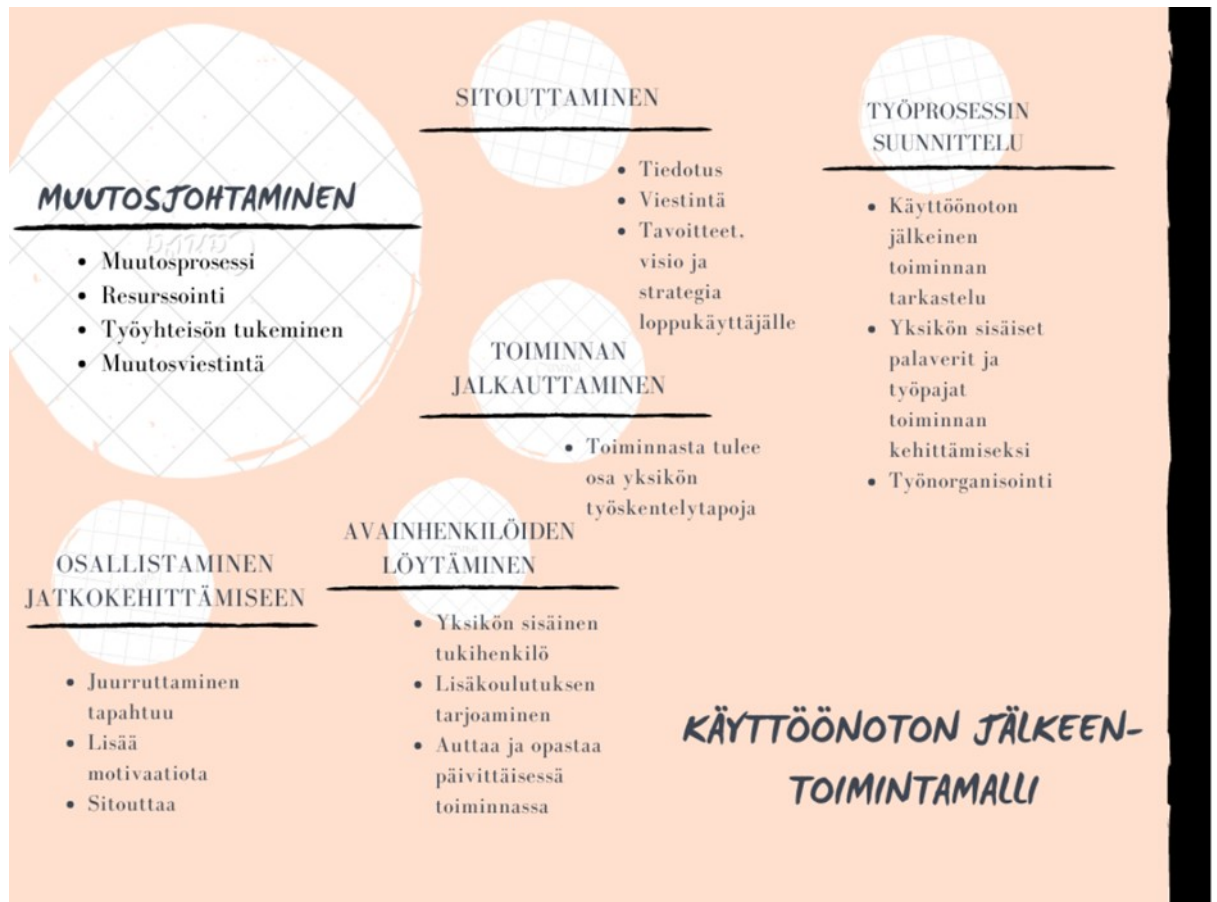 MUUTOSJOHTAMINEN
• Muutosprosessi
• Resurssointi
• Työyhteisön tukeminen
• Muutosviestintä
SITOUTTAMINEN
• Tiedotus
• Viestintä
• Tavoitteet,
visio ja
strategia
loppukäyttäjälle
TYÖPROSESSIN
SUUNNITTELU
• Käyttöönoton
jälkeinen
toiminnan
tarkastelu
• Yksikön sisäiset
palaverit ja
työpajat
toiminnan
kehittämiseksi
• Työnorganisointi
TOIMINNAN
JALKAUTTAMINEN
• Toiminnasta tulee
osa yksikön
työskentelytapoja
OSALLISTAMINEN
JATKOKEHITTÄMISEEN
• Juurruttaminen
tapahtuu
• Lisää
motivaatiota
• Sitouttaa
AVAINHENKILÖIDEN
LÖYTÄMINEN
• Yksikön sisäinen
tukihenkilö
• Lisäkoulutuksen
tarjoaminen
• Auttaa ja opastaa
päivittäisessä
toiminnassa
KÄYTTÖÖNOTON JÄLKEEN-
TOIMINTAMALLI